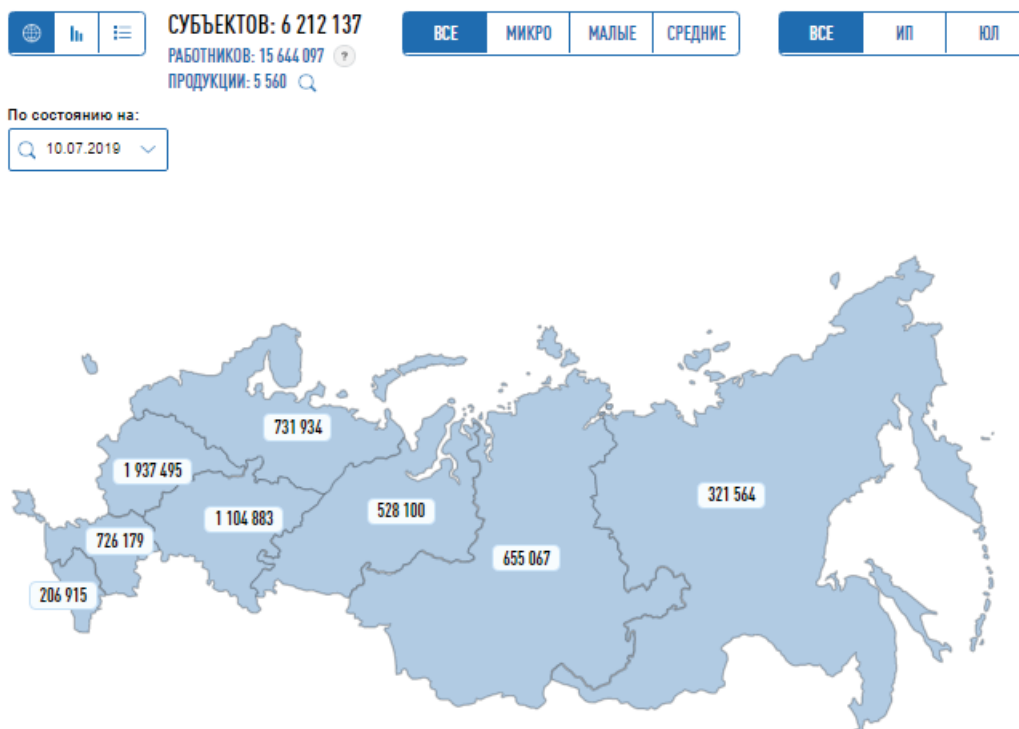 СУБЪЕКТОВ: 6 212 137
РАБОТНИКОВ: 15 644 097 ?
ПРОДУКЦИИ: 5 560
ВСЕ МИКРО МАЛЫЕ СРЕДНИЕ
ВСЕ ИП ЮЛ
По состоянию на:
10.07.2019
731 934
1 937 495
528 100
321 564
1 104 883
726 179
655 067
206 915